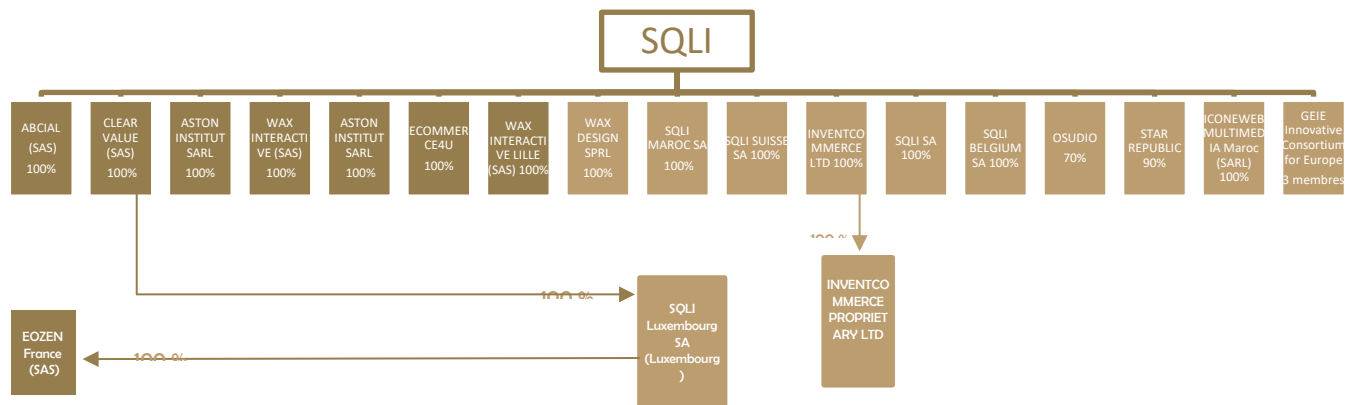 SQLI
ABCIAL
(SAS)
100%
CLEAR
VALUE
(SAS)
100%
ASTON
INSTITUT
SARL
100%
WAX
INTERACTI
VE (SAS)
100%
ASTON
INSTITUT
SARL
100%
ECOMMER
CE4U
100%
WAX
INTERACTI
VE LILLE
(SAS) 100%
WAX
DESIGN
SPRL
100%
SQLI
MAROC SA
100%
SQLI SUISSE
SA 100%
INVENTCO
MMERCE
LTD 100%
SQLI SA
100%
SQLI
BELGIUM
SA 100%
OSUDIO
70%
STAR
REPUBLIC
90%
ICONEWEB
MULTIMED
IA Maroc
(SARL)
100%
GEIE
Innovative
Consortium
for Europe
3 membres
100 %
100 %
INVENTCO
MMERCE
PROPRIET
ARY LTD
SQLI
Luxembourg
SA
(Luxembourg
)
100 %
EOZEN
France
(SAS)